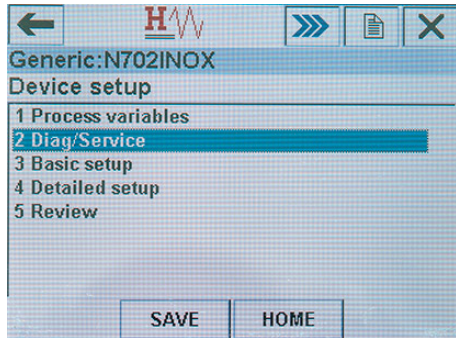 H
Generic:N702INOX
Device setup
1 Process variables
2 Diag/Service
3 Basic setup
4 Detailed setup
5 Review
SAVE HOME